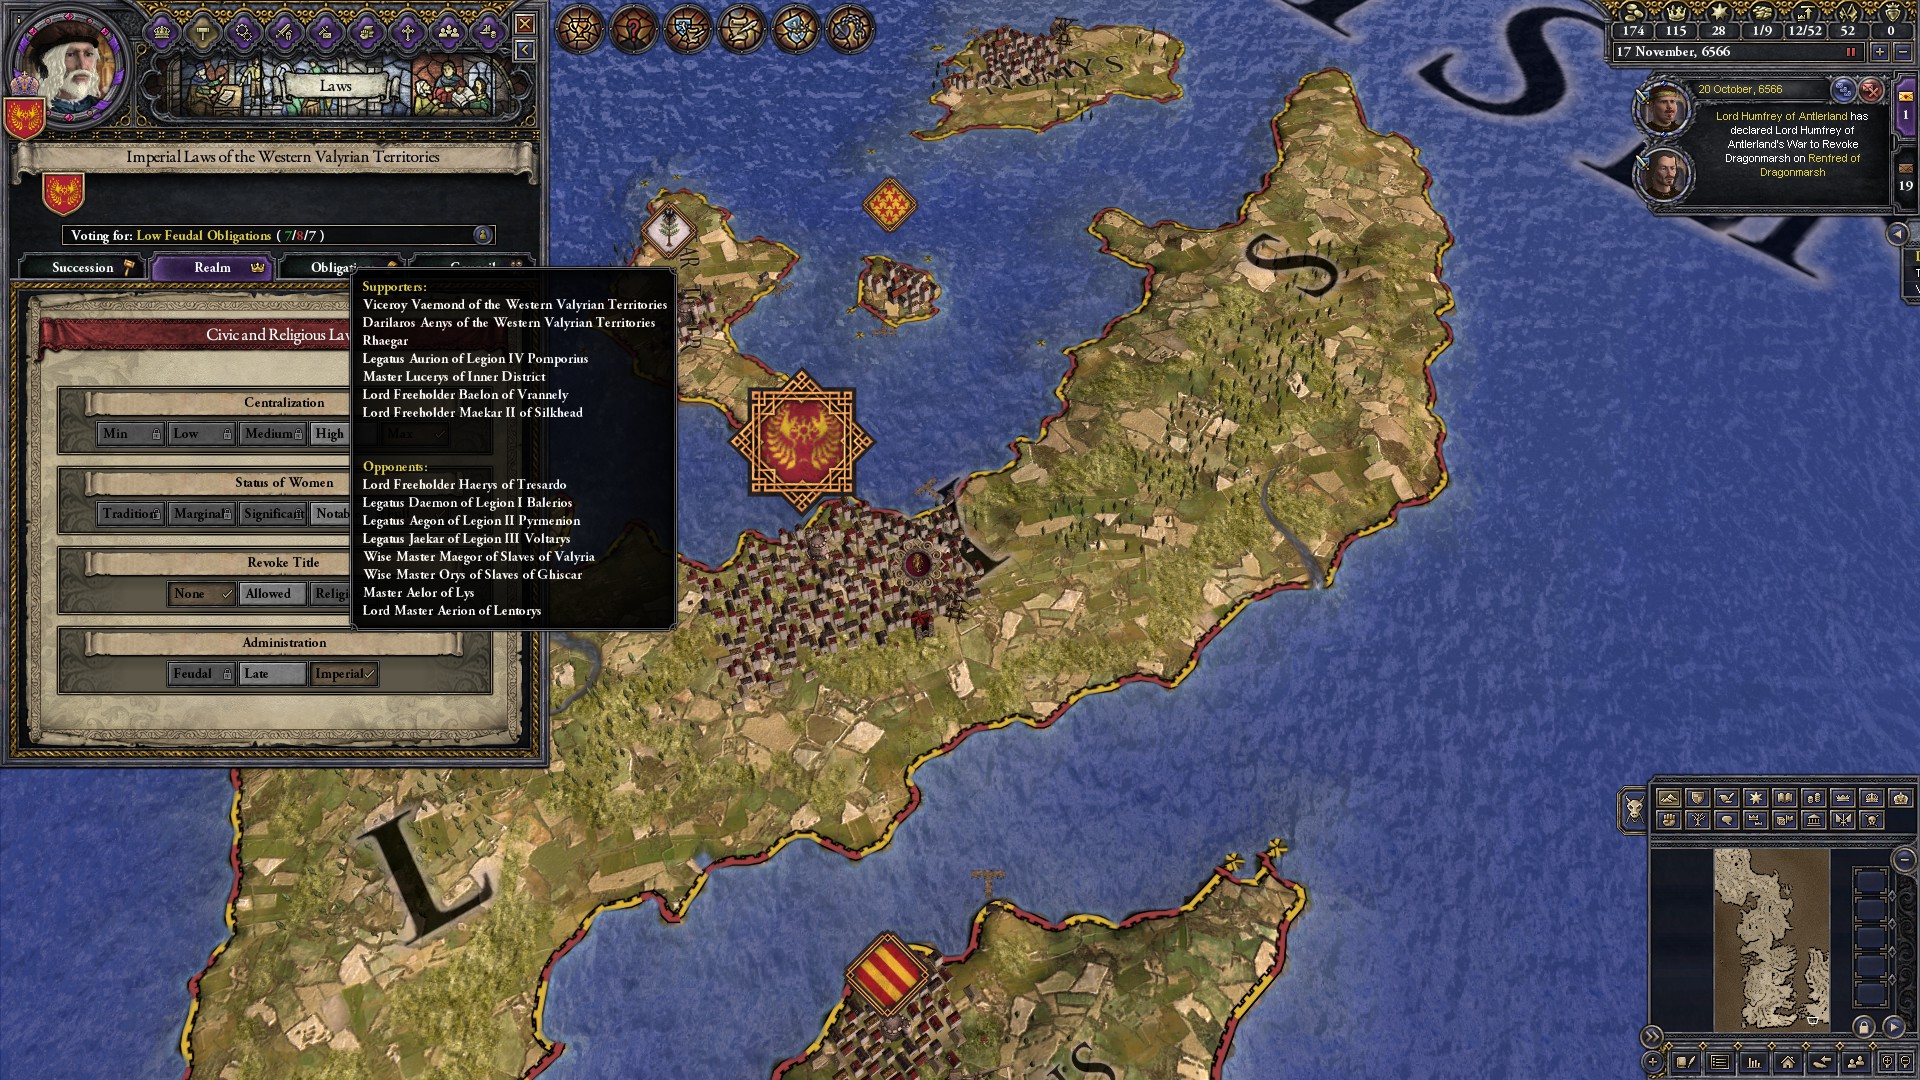 Laws
Imperial Laws of the Western Valyrian Territories
Voting for: Low Feudal Obligations ( 7/8/7 )
Succession
Realm
Obligati
Civic and Religious Law
Centralization
Min
Low
Medium
High
Max
Status of Women
Tradition
Marginal
Significant
Notab
Revoke Title
None
Allowed
Religi
Administration
Feudal
Late
Imperial
Supporters:
Viceroy Vaemond of the Western Valyrian Territories
Darilaros Aenys of the Western Valyrian Territories
Rhaegar
Legatus Aurion of Legion IV Pomporius
Master Lucerys of Inner District
Lord Freeholder Baelon of Vrannely
Lord Freeholder Maekar II of Silkhead
Opponents:
Lord Freeholder Haerys of Tresardo
Legatus Daemon of Legion I Balerios
Legatus Aegon of Legion II Pyrmenion
Legatus Jaekar of Legion III Voltarys
Wise Master Maegor of Slaves of Valyria
Wise Master Orys of Slaves of Ghiscar
Master Aelor of Lys
Lord Master Aerion of Lentorys
174 115 28 1/9 12/52 52 0
17 November, 6566
20 October, 6566
Lord Humfrey of Antlerland has
declared Lord Humfrey of
Antlerland's War to Revoke
Dragonmarsh on Renfred of
Dragonmarsh
1
19
S
S
L
Y
S